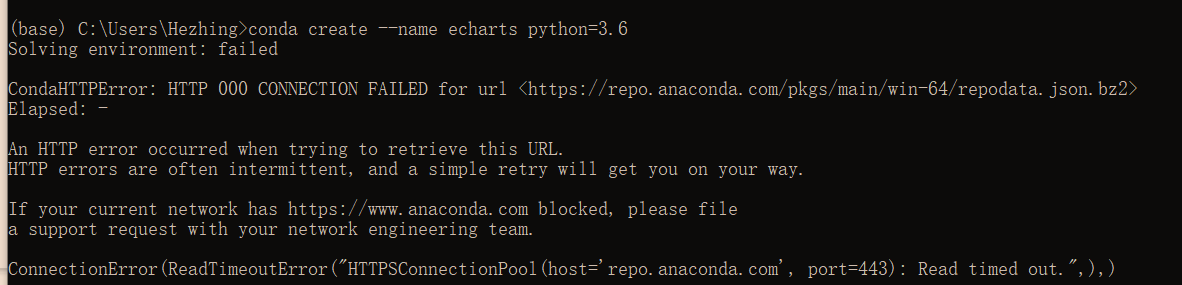 (base) C:\Users\Hezhing>conda create --name echarts python=3.6
Solving environment: failed
CondaHTTPError: HTTP 000 CONNECTION FAILED for url <https://repo.anaconda.com/pkgs/main/win-64/repodata.json.bz2>
Elapsed: -
An HTTP error occurred when trying to retrieve this URL.
HTTP errors are often intermittent, and a simple retry will get you on your way.
If your current network has https://www.anaconda.com blocked, please file
a support request with your network engineering team.
ConnectionError(ReadTimeoutError("HTTPSConnectionPool(host='repo.anaconda.com', port=443): Read timed out.",),)